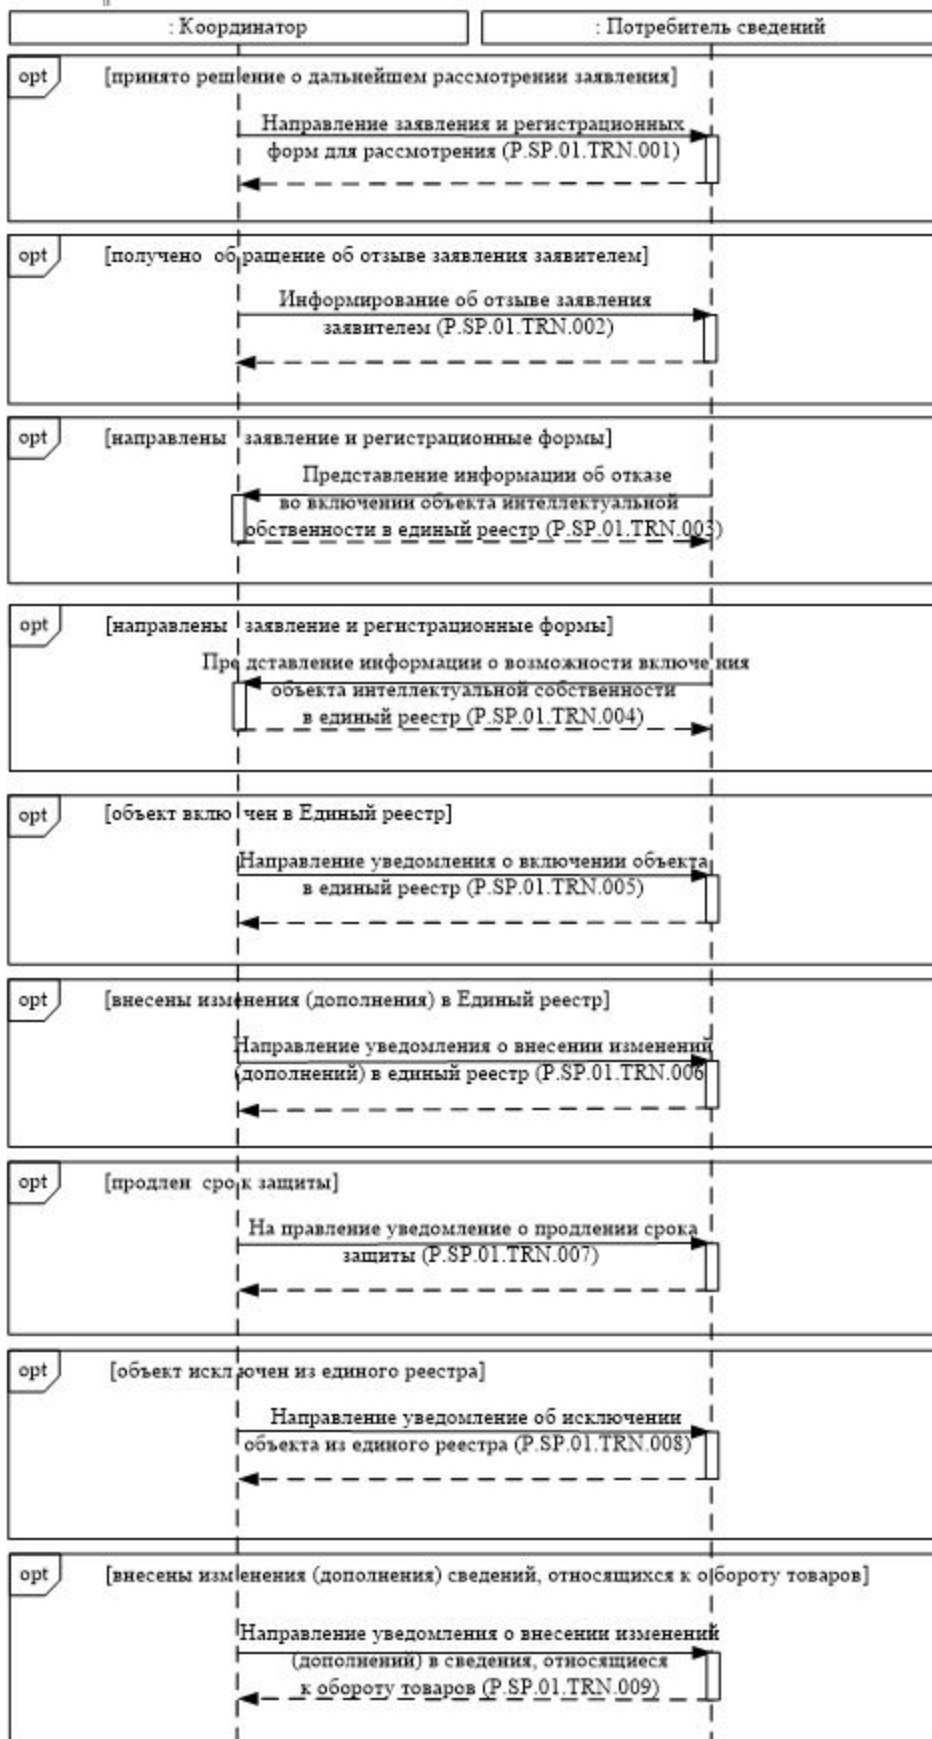 : Координатор
: Потребитель сведений
opt
[принято решение о дальнейшем рассмотрении заявления]
Направление заявления и регистрационных
форм для рассмотрения (P.SP.01.TRN.001)
opt
[получено обращение об отзыве заявления заявителем]
Информирование об отзыве заявления
заявителем (P.SP.01.TRN.002)
opt
[направлены заявление и регистрационные формы]
Представление информации об отказе
во включении объекта интеллектуальной
обственности в единый реестр (P.SP.01.TRN.003)
opt
[направлены заявление и регистрационные формы]
Представление информации о возможности включения
объекта интеллектуальной собственности
в единый реестр (P.SP.01.TRN.004)
opt
[объект включен в Единый реестр]
Направление уведомления о включении объекта
в единый реестр (P.SP.01.TRN.005)
opt
[внесены изменения (дополнения) в Единый реестр]
Направление уведомления о внесении изменений
(дополнений) в единый реестр (P.SP.01.TRN.006
opt
[продлен срок защиты]
Направление уведомление о продлении срока
защиты (P.SP.01.TRN.007)
opt
[объект исключен из единого реестра]
Направление уведомление об исключении
объекта из единого реестра (P.SP.01.TRN.008)
opt
[внесены изменения (дополнения) сведений, относящихся к обороту товаров]
Направление уведомления о внесении изменений
(дополнений) в сведения, относящиеся
к обороту товаров (P.SP.01.TRN.009)